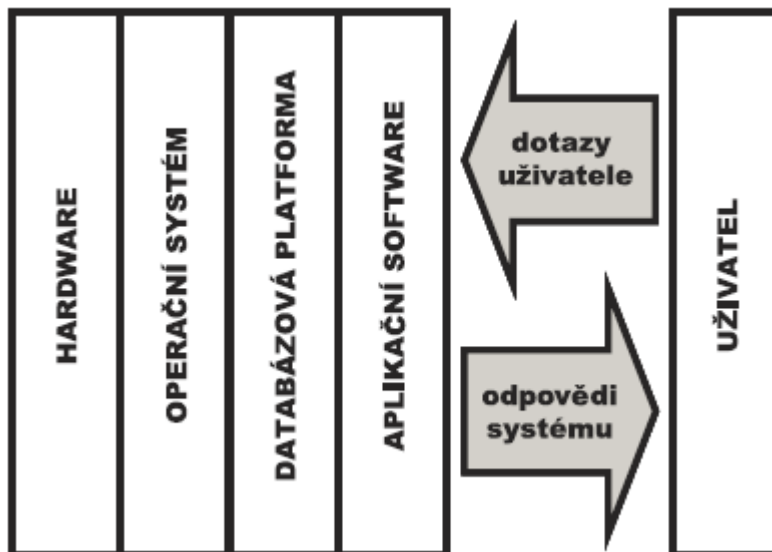 HARDWARE
OPERAČNÍ SYSTÉM
DATABÁZOVÁ PLATFORMA
APLIKAČNÍ SOFTWARE
dotazy
uživatele
odpovědi
systému
UŽIVATEL